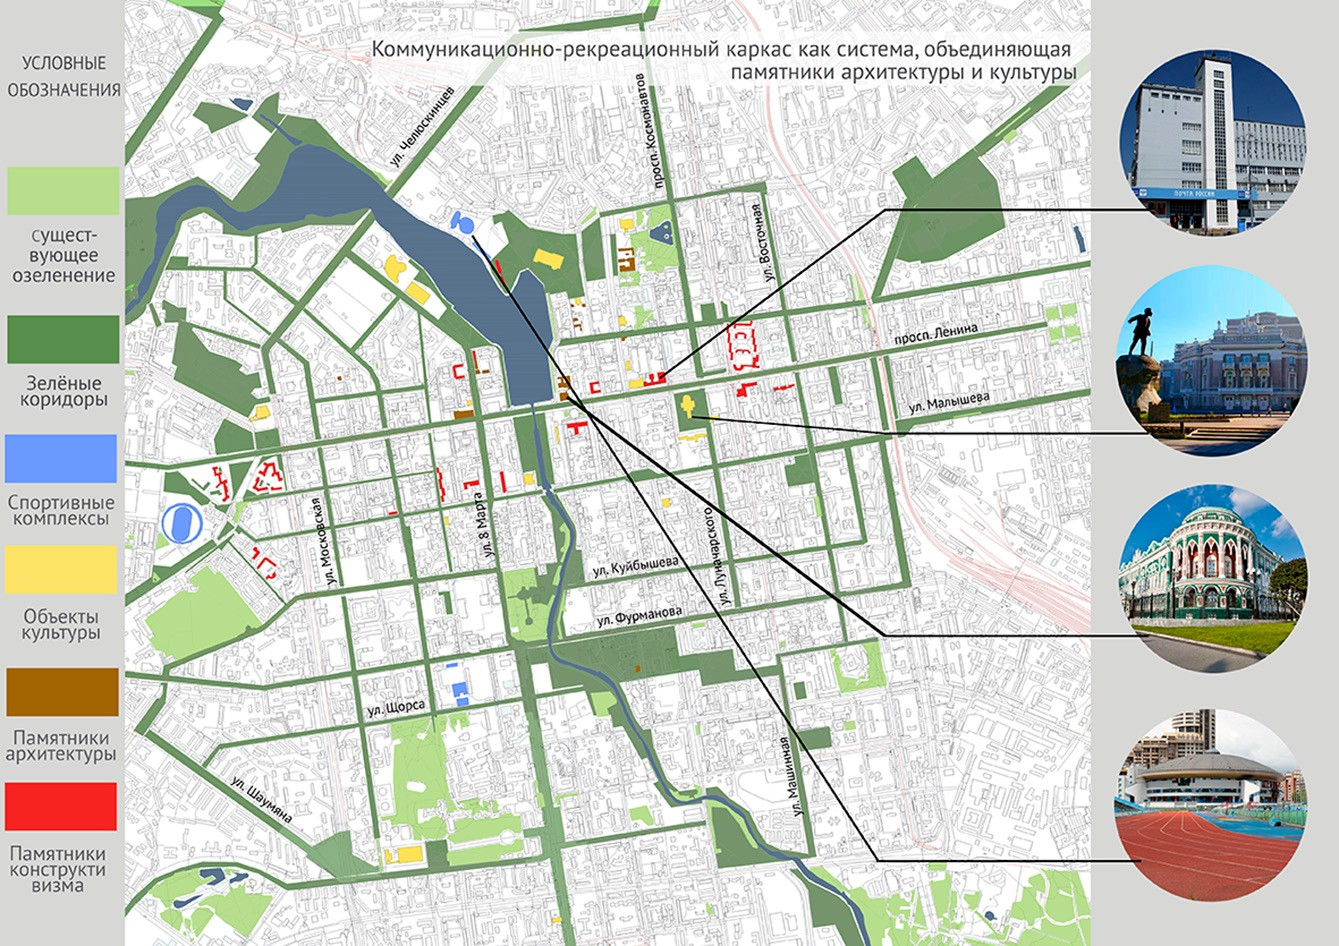 Коммуникационно-рекреационный каркас как система, объединяющая
памятники архитектуры и культуры
УСЛОВНЫЕ
ОБОЗНАЧЕНИЯ
Сущест-
вующее
озеленение
Зелёные
коридоры
Спортивные
комплексы
Объекты
культуры
Памятники
архитектуры
Памятники
конструкти
визма
ул. Челюскинцев
просп. Космонавтов
ул. Восточная
просп. Ленина
ул. Малышева
ул. Московская
ул. 8 Марта
ул. Луначарского
ул. Куйбышева
ул. Фурманова
ул. Щорса
ул. Шаумяна
ул. Машинная
ПОЧТА РОССИИ